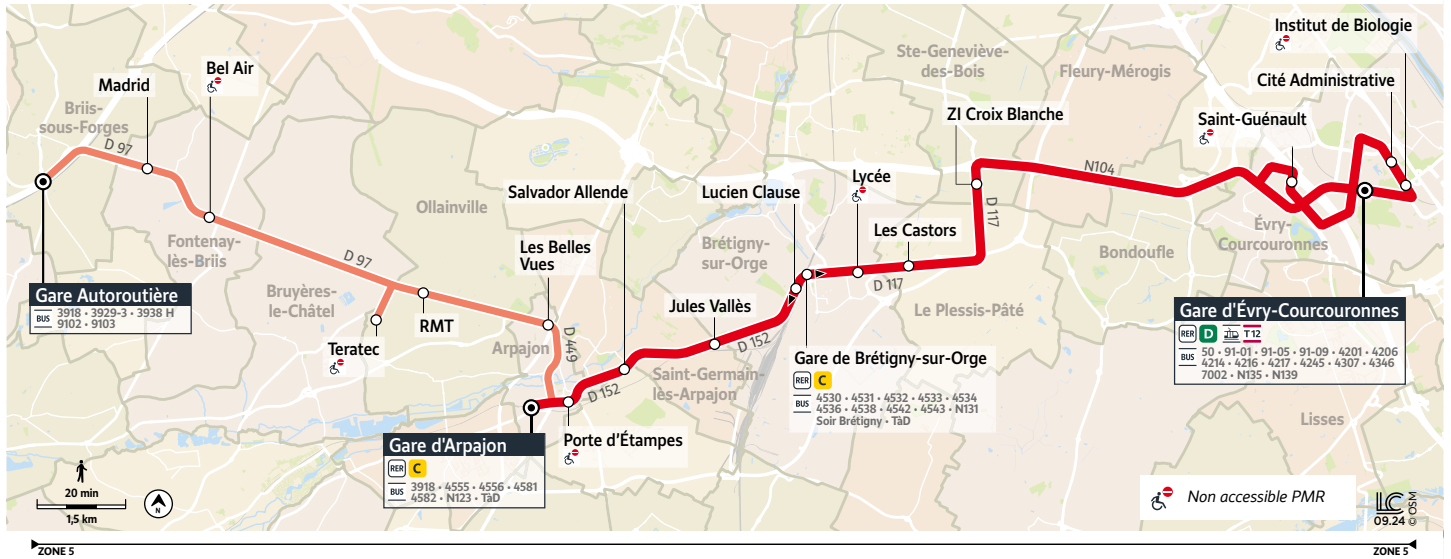 Institut de Biologie
Ste-Geneviève-
des-Bois
Fleury-Mérogis
Cité Administrative
Bel Air
Madrid
Briis-
sous-Forges
D 97
ZI Croix Blanche
Saint-Guénault
N104
Lycée
Salvador Allende
Lucien Clause
Ollainville
D 117
Les Castors
Évry-
Courcouronnes
Fontenay-
lès-Briis
Les Belles
Vues
Brétigny-
sur-Orge
Bondoufle
D 97
D 117
Bruyères-
le-Châtel
Gare Autoroutière
BUS
3918 • 3929-3 • 3938 H
9102 • 9103
Jules Vallès
Le Plessis-Pâté
Gare d'Évry-Courcouronnes
RER D T12
BUS
50 • 91-01 • 91-05 • 91-09 • 4201 • 4206
4214 • 4216 • 4217 • 4245 • 4307 • 4346
7002 • N135 • N139
RMT
Teratec
Arpajon
D 449
D 152
Gare de Brétigny-sur-Orge
RER C
BUS
4530 • 4531 • 4532 • 4533 • 4534
4536 • 4538 • 4542 • 4543 • N131
Soir Brétigny • TàD
Saint-Germain-
lès-Arpajon
D 152
Lisses
Porte d'Étampes
Gare d'Arpajon
RER C
BUS
3918 • 4555 • 4556 • 4581
4582 • N123 • TàD
20 min
1,5 km
N
Non accessible PMR
LC
09.24
© OSM
ZONE 5
ZONE 5